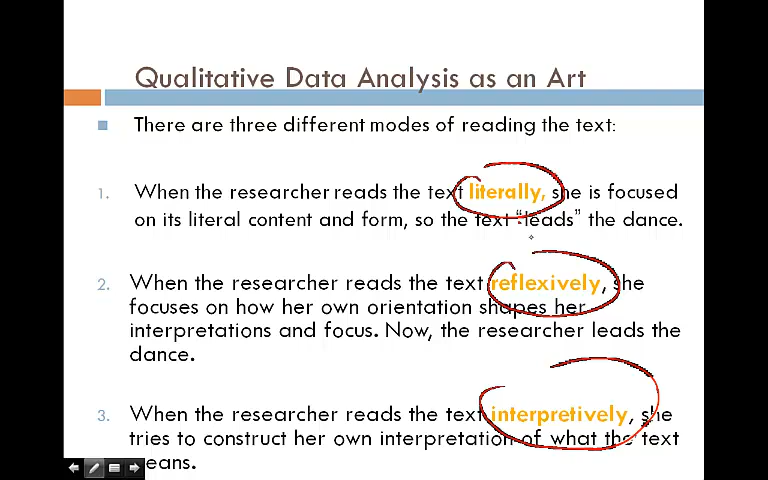 Qualitative Data Analysis as an Art
There are three different modes of reading the text:
1. When the researcher reads the text literally, she is focused
on its literal content and form, so the text “leads” the dance.
2. When the researcher reads the text reflexively, she
focuses on how her own orientation shapes her
interpretations and focus. Now, the researcher leads the
dance.
3. When the researcher reads the text interpretively, she
tries to construct her own interpretation of what the text
means.